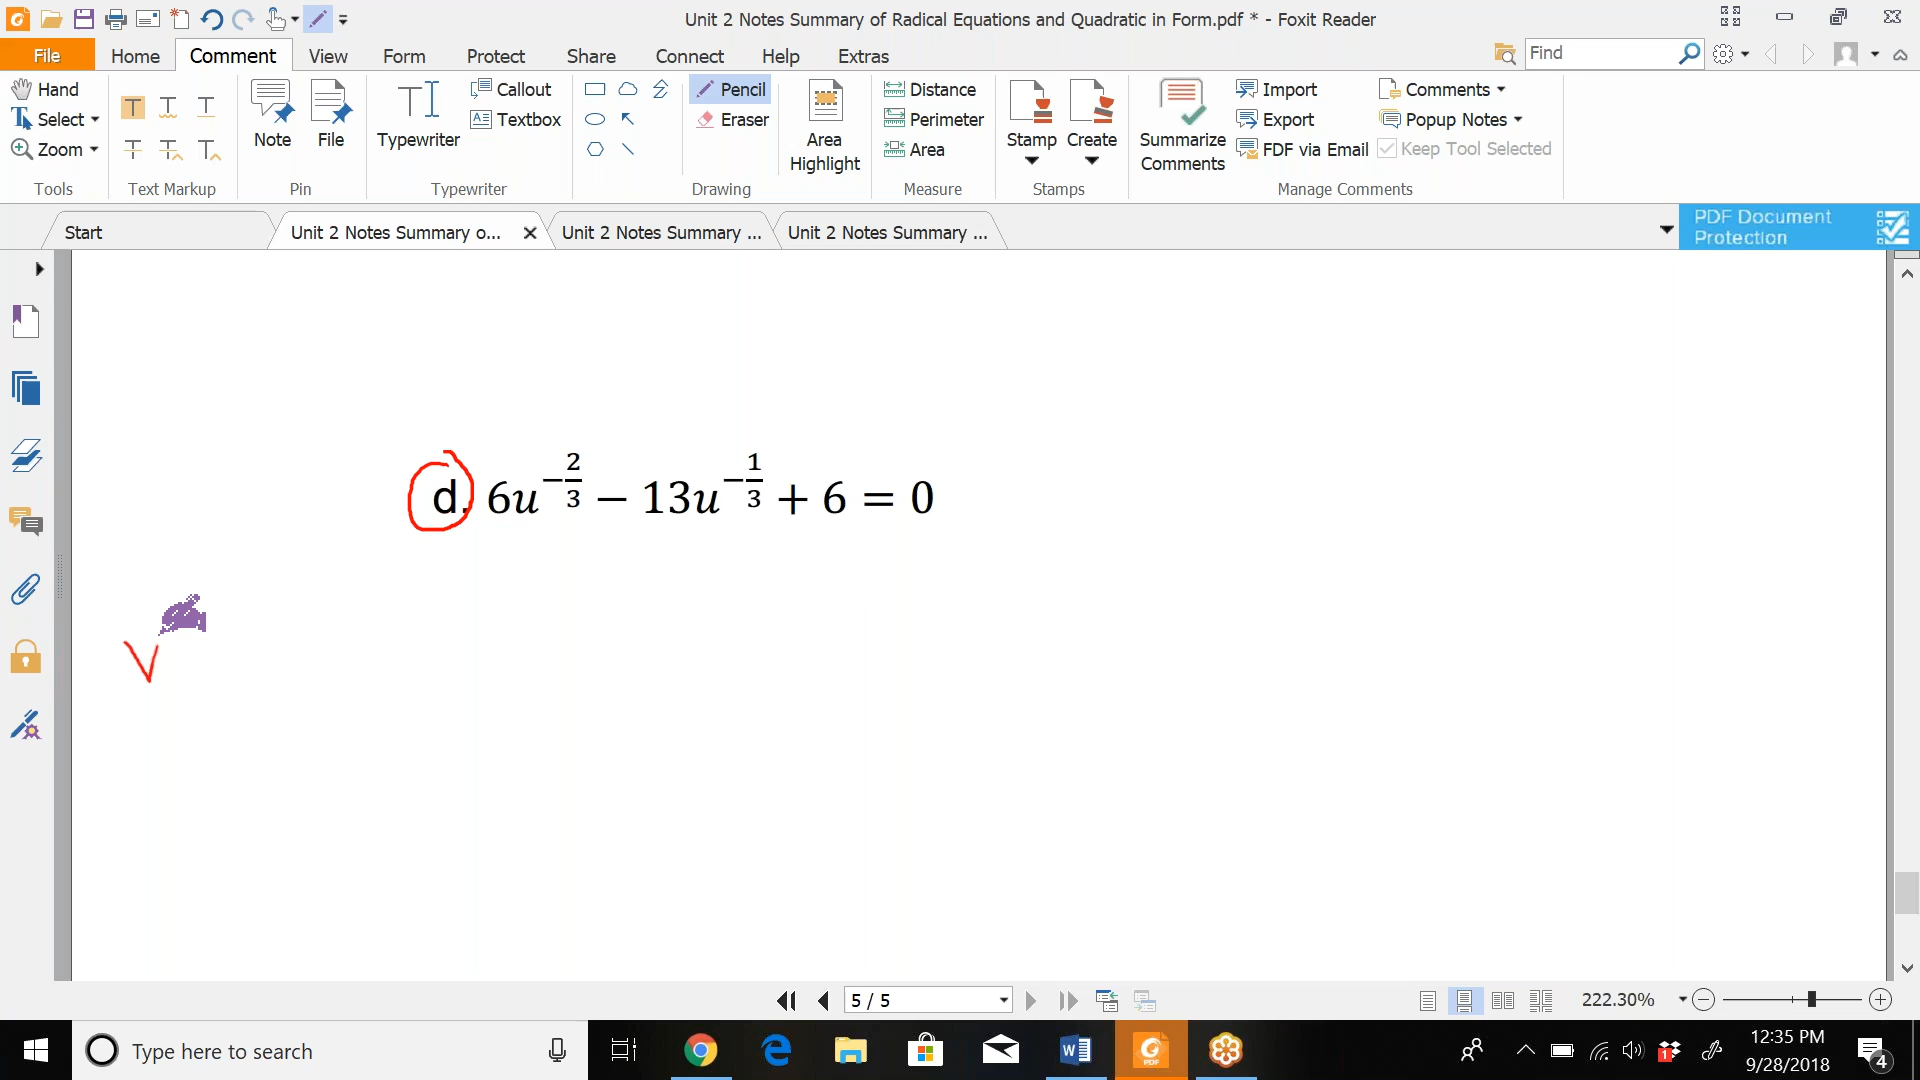 Unit 2 Notes Summary of Radical Equations and Quadratic in Form.pdf * - Foxit Reader
File Home Comment View Form Protect Share Connect Help Extras
Find
Hand
Select
Zoom
Tools
Text Markup
Note
File
Pin
Typewriter
Callout
Textbox
Typewriter
Pencil
Eraser
Drawing
Area
Highlight
Distance
Perimeter
Area
Measure
Stamp
Create
Stamps
Summarize
Comments
Import
Export
FDF via Email
Comments
Popup Notes
Keep Tool Selected
Manage Comments
Start
Unit 2 Notes Summary o...
Unit 2 Notes Summary ...
Unit 2 Notes Summary ...
PDF Document
Protection
d. 6u^{-2/3} − 13u^{-1/3} + 6 = 0
V
5 / 5
222.30%
Type here to search
12:35 PM
9/28/2018
1
4